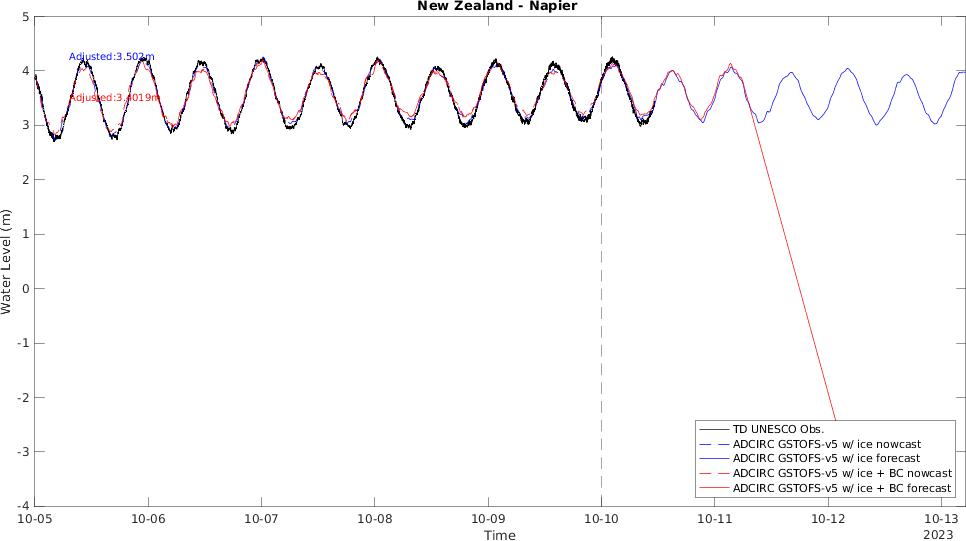 New Zealand - Napier
5
Adjusted:3.502m
4
Adjusted:3.4019m
3
2
1
Water Level (m)
0
-1
-2
-3
-4
TD UNESCO Obs.
ADCIRC GSTOFS-v5 w/ ice nowcast
ADCIRC GSTOFS-v5 w/ ice forecast
ADCIRC GSTOFS-v5 w/ ice + BC nowcast
ADCIRC GSTOFS-v5 w/ ice + BC forecast
10-05 10-06 10-07 10-08 10-09 10-10 10-11 10-12 10-13
Time
2023